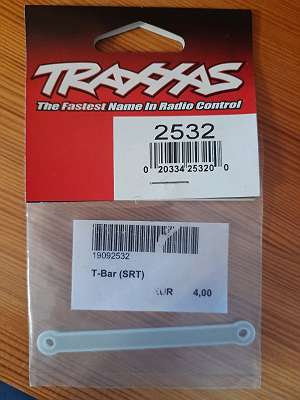 TRAXXAS
The Fastest Name In Radio Control
2532
0 20334 25320 0
19092532
T-Bar (SRT)
4,00